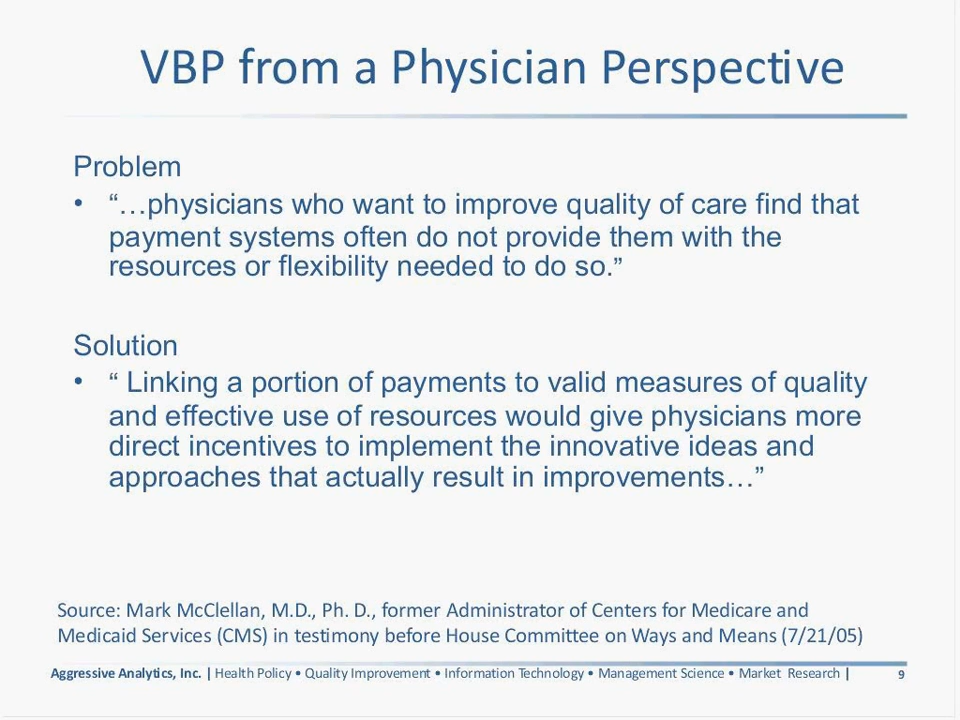 VBP from a Physician Perspective
Problem
• “…physicians who want to improve quality of care find that
payment systems often do not provide them with the
resources or flexibility needed to do so.”
Solution
• “ Linking a portion of payments to valid measures of quality
and effective use of resources would give physicians more
direct incentives to implement the innovative ideas and
approaches that actually result in improvements…”
Source: Mark McClellan, M.D., Ph. D., former Administrator of Centers for Medicare and
Medicaid Services (CMS) in testimony before House Committee on Ways and Means (7/21/05)
Aggressive Analytics, Inc. | Health Policy • Quality Improvement • Information Technology • Management Science • Market Research | 9